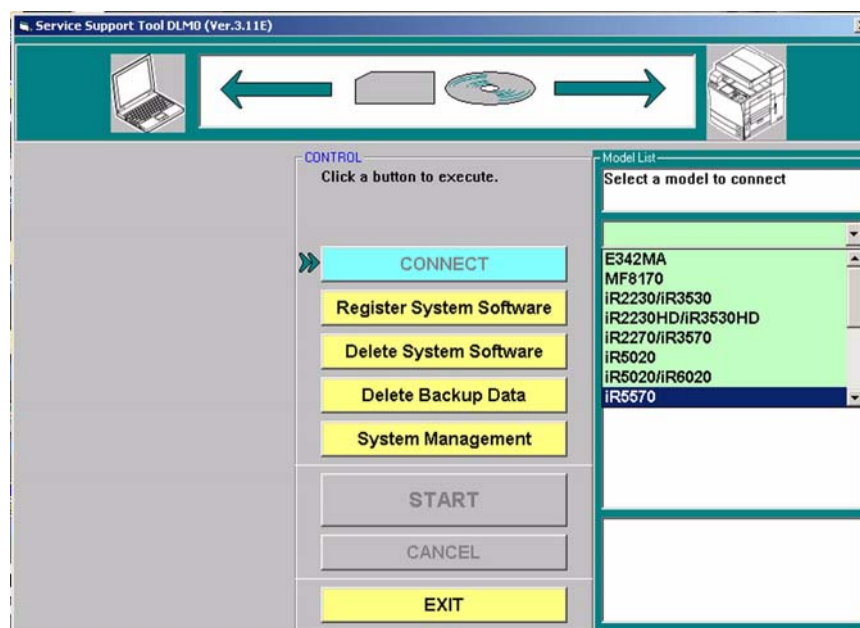 Service Support Tool DLM0 (Ver.3.11E)
CONTROL
Click a button to execute.
CONNECT
Register System Software
Delete System Software
Delete Backup Data
System Management
START
CANCEL
EXIT
Model List
Select a model to connect
E342MA
MF8170
iR2230/iR3530
iR2230HD/iR3530HD
iR2270/iR3570
iR5020
iR5020/iR6020
iR5570